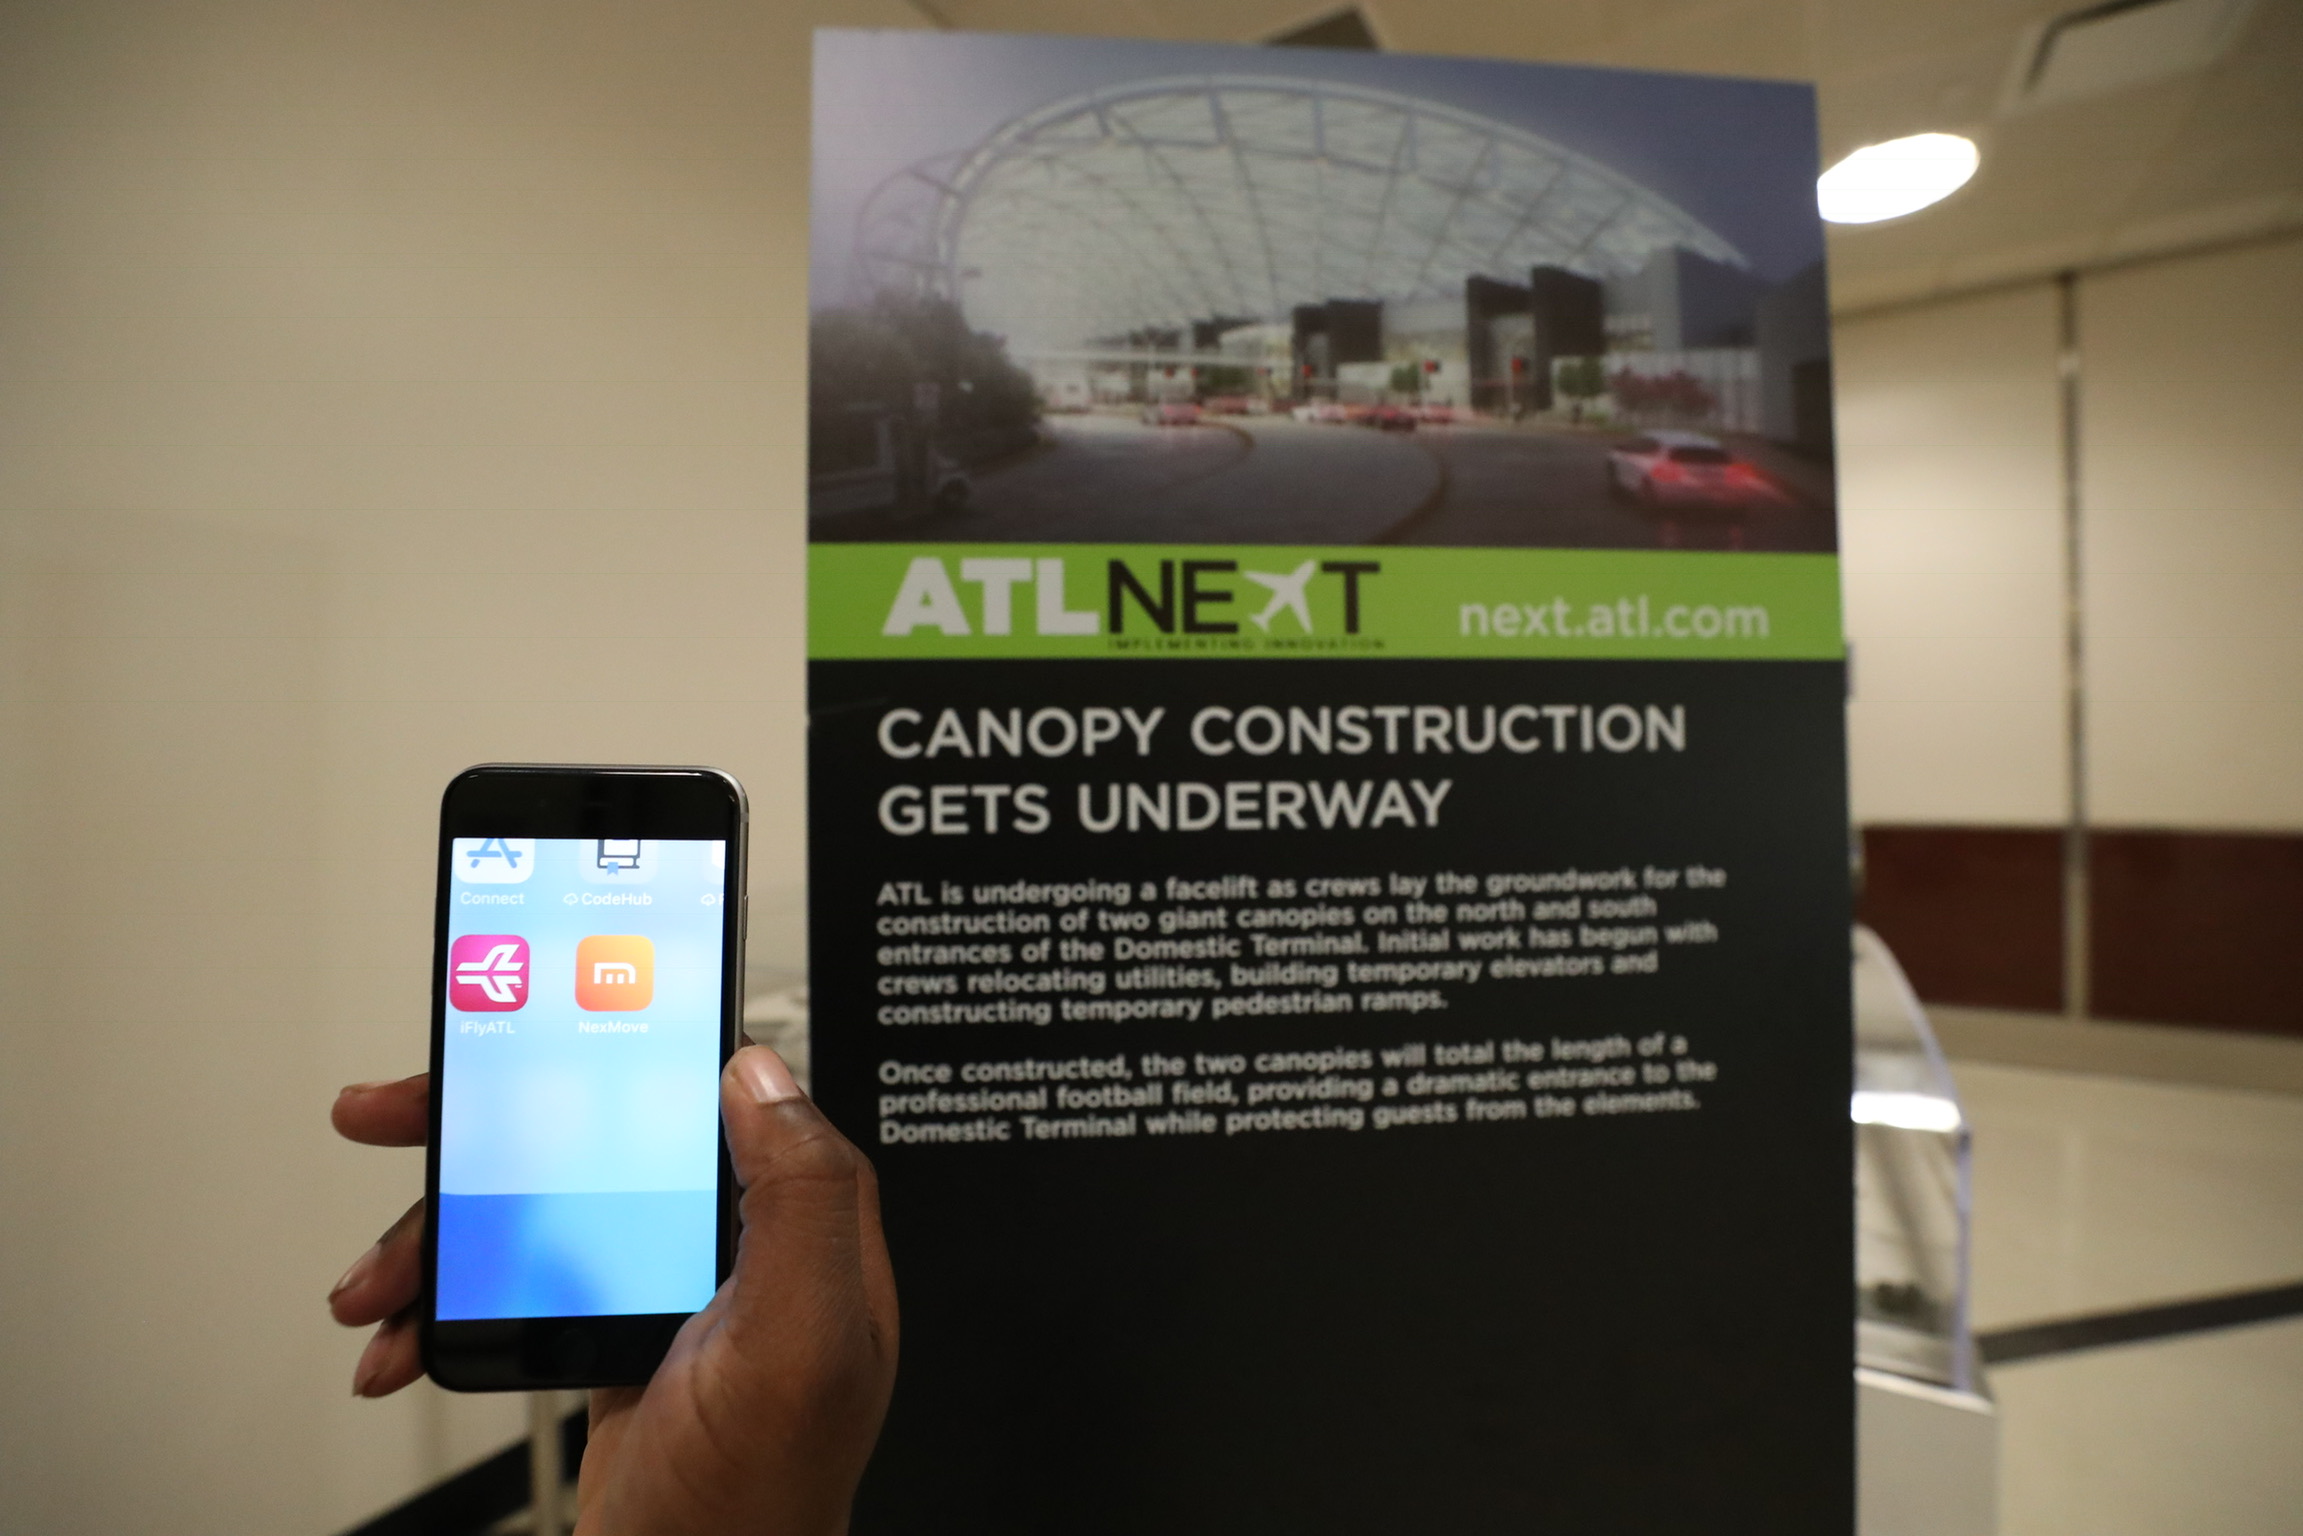 ATLNEXT
IMPLEMENTING INNOVATION
next.atl.com
CANOPY CONSTRUCTION
GETS UNDERWAY
ATL is undergoing a facelift as crews lay the groundwork for the
construction of two giant canopies on the north and south
entrances of the Domestic Terminal. Initial work has begun with
crews relocating utilities, building temporary elevators and
constructing temporary pedestrian ramps.
Once constructed, the two canopies will total the length of a
professional football field, providing a dramatic entrance to the
Domestic Terminal while protecting guests from the elements.
Connect
CodeHub
iFlyATL
NexMove